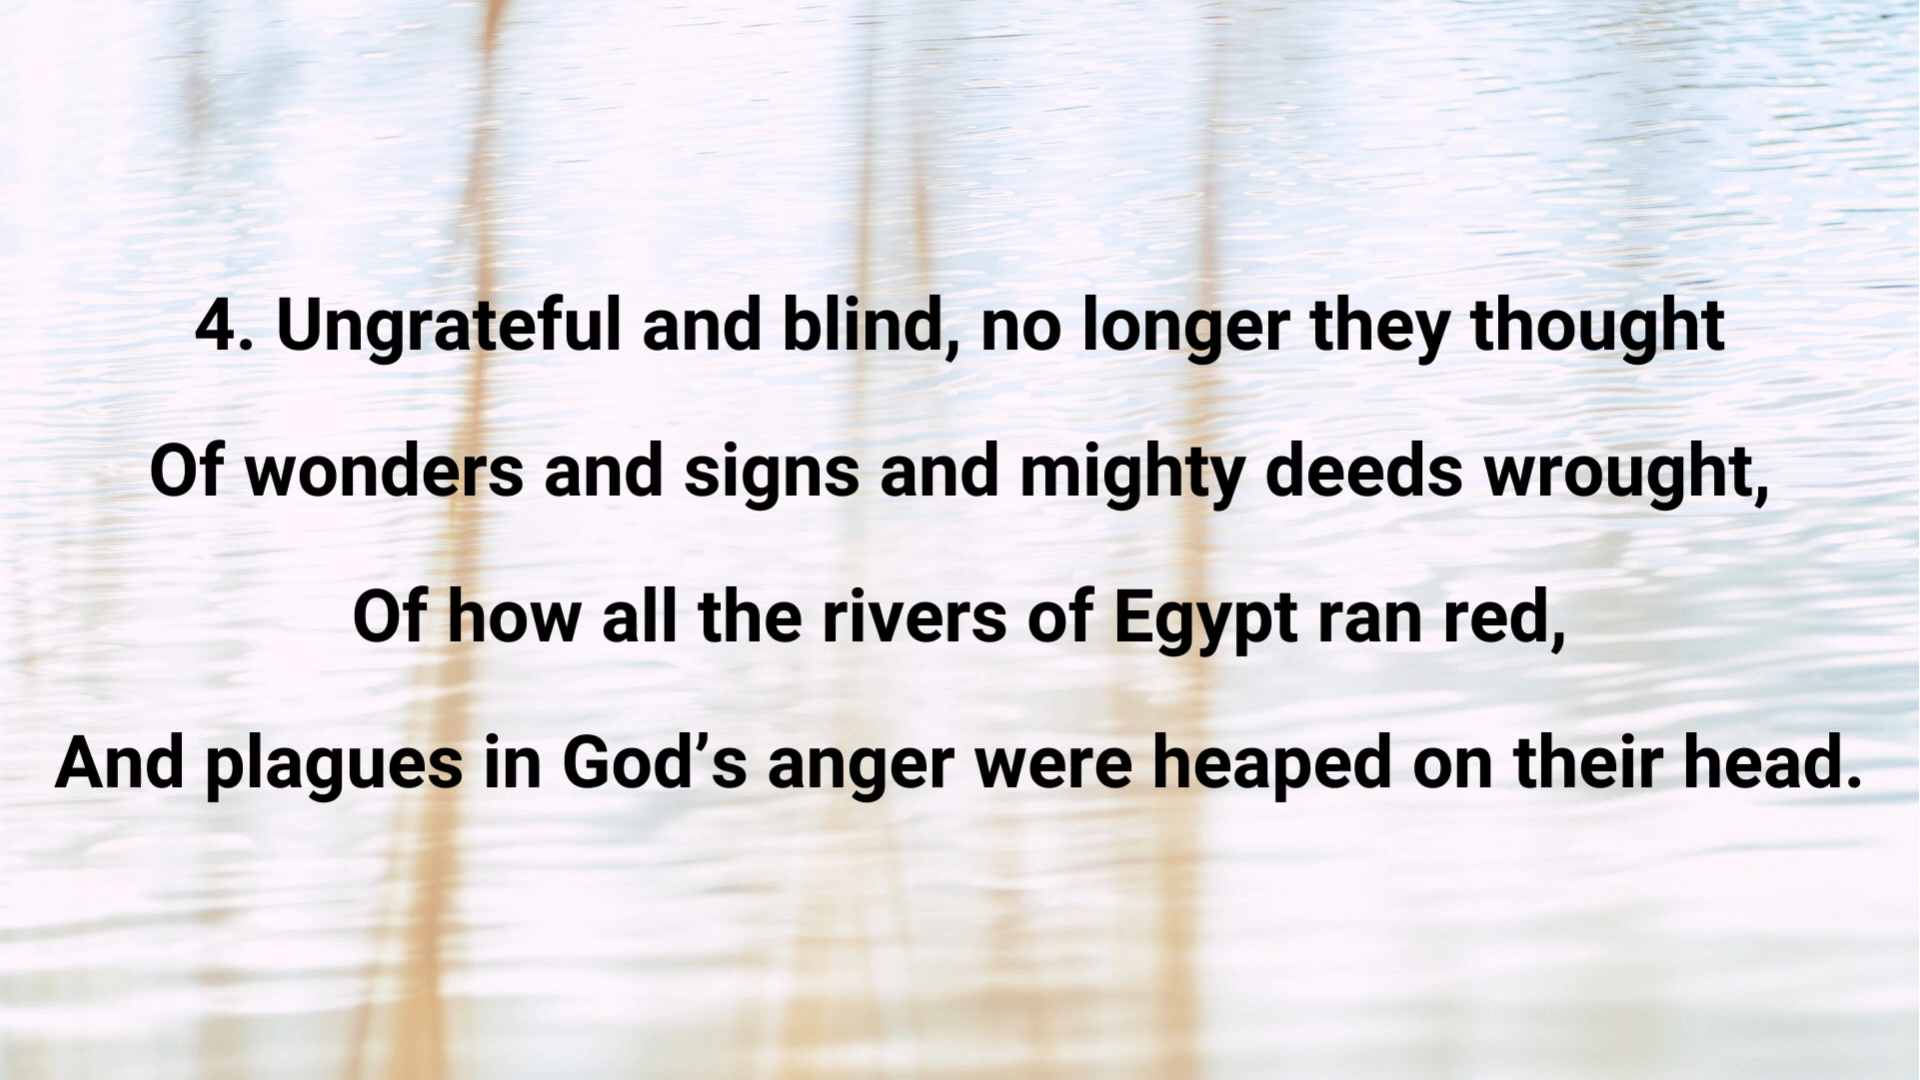 4. Ungrateful and blind, no longer they thought
Of wonders and signs and mighty deeds wrought,
Of how all the rivers of Egypt ran red,
And plagues in God’s anger were heaped on their head.